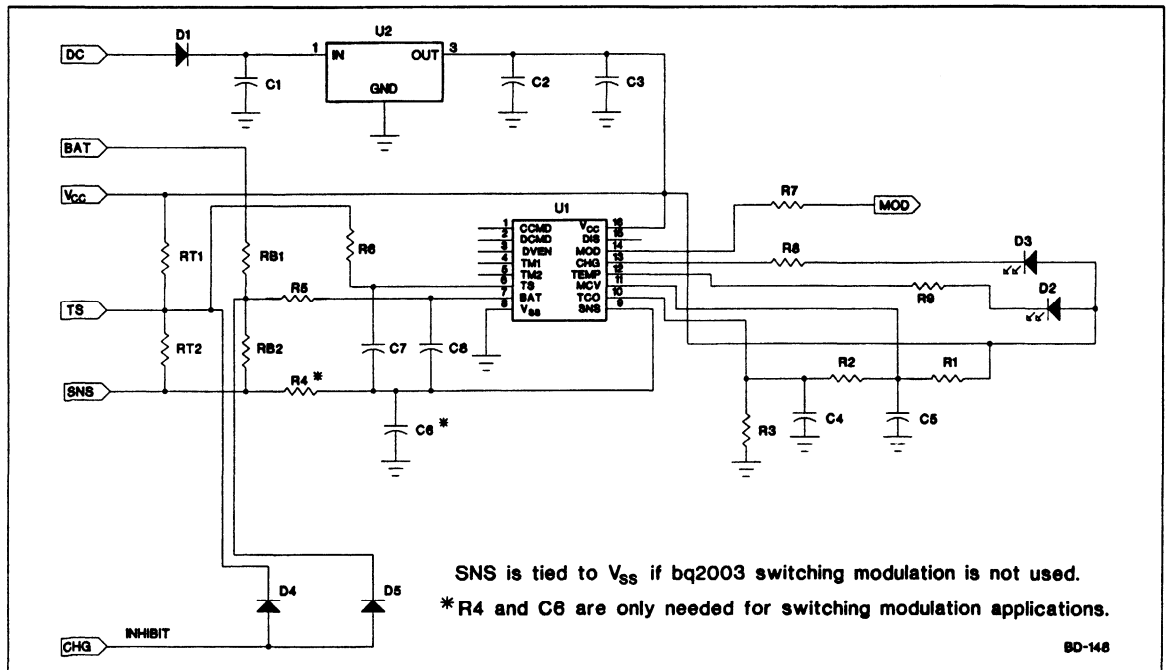 D1
U2
DC
1
IN
OUT
3
GND
C1
C2
C3
BAT
VCC
R7
MOD
U1
1
CCMD
VCC
16
2
DCMD
DIS
15
3
DVEN
MOD
14
4
TM1
CHG
13
5
TM2
TEMP
12
6
TS
MCV
11
7
BAT
TCO
10
8
VSS
SNS
9
R6
R8
D3
RT1
RB1
R5
R9
D2
TS
RT2
RB2
C7
C8
R2
R1
SNS
R4 *
C6 *
R3
C4
C5
SNS is tied to VSS if bq2003 switching modulation is not used.
* R4 and C6 are only needed for switching modulation applications.
D4
D5
CHG
INHIBIT
BD-148